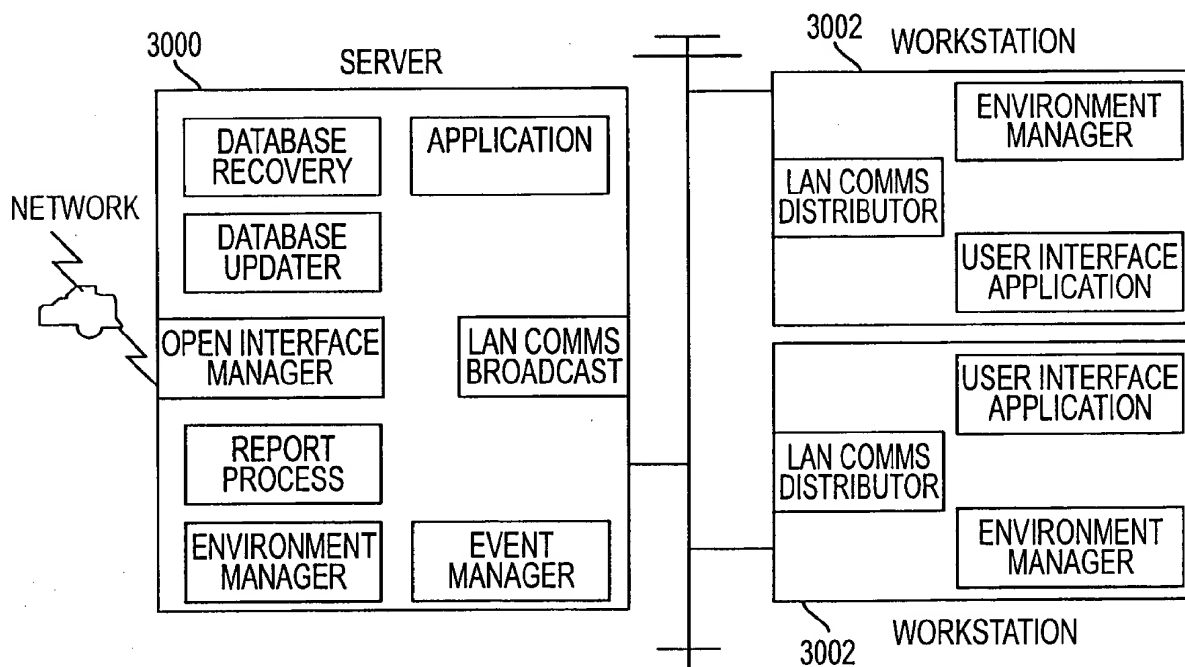 3000
SERVER
DATABASE
RECOVERY
APPLICATION
NETWORK
DATABASE
UPDATER
OPEN INTERFACE
MANAGER
LAN COMMS
BROADCAST
REPORT
PROCESS
ENVIRONMENT
MANAGER
EVENT
MANAGER
3002
WORKSTATION
ENVIRONMENT
MANAGER
LAN COMMS
DISTRIBUTOR
USER INTERFACE
APPLICATION
USER INTERFACE
APPLICATION
LAN COMMS
DISTRIBUTOR
ENVIRONMENT
MANAGER
3002
WORKSTATION